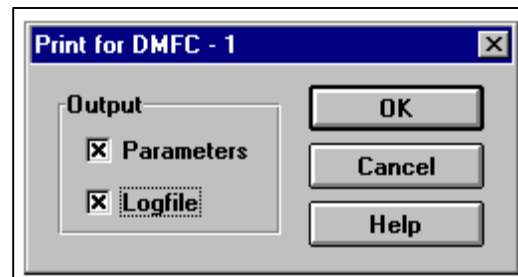 Print for DMFC - 1
Output
Parameters
Logfile
OK
Cancel
Help